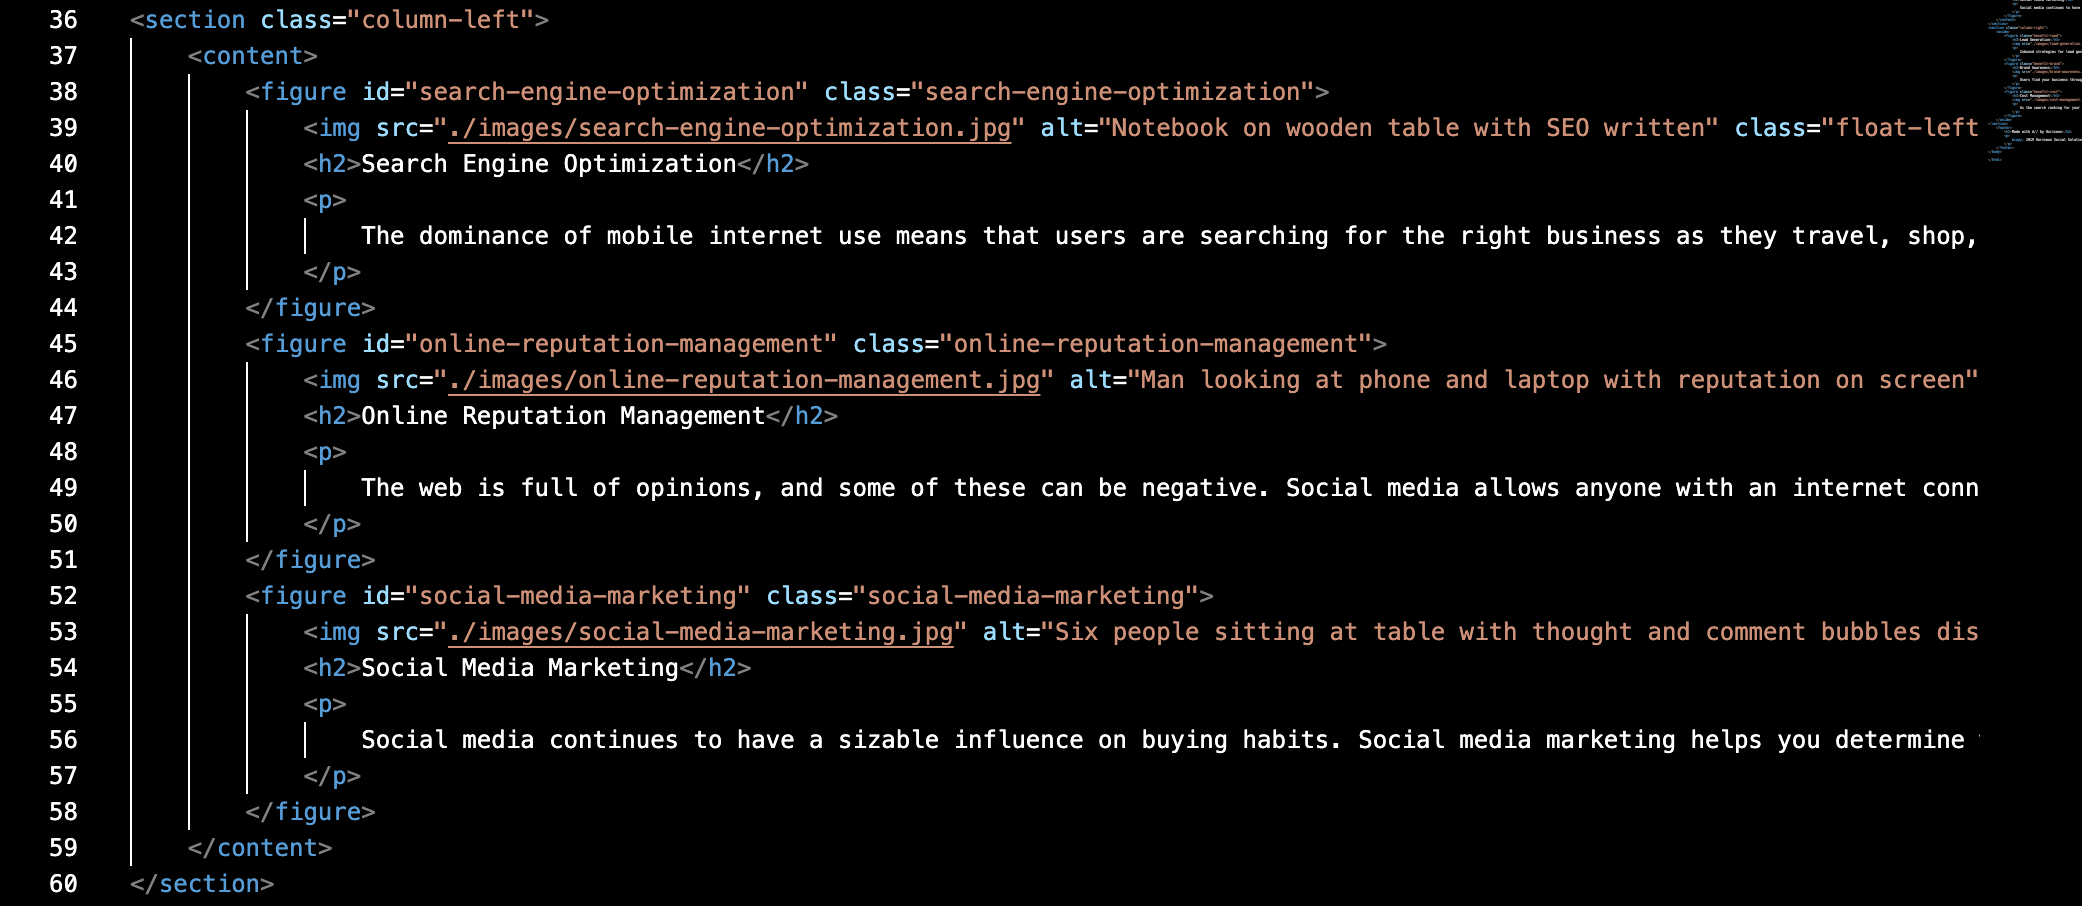 36 <section class="column-left">
37 <content>
38 <figure id="search-engine-optimization" class="search-engine-optimization">
39 <img src="./images/search-engine-optimization.jpg" alt="Notebook on wooden table with SEO written" class="float-left
40 <h2>Search Engine Optimization</h2>
41 <p>
42 The dominance of mobile internet use means that users are searching for the right business as they travel, shop,
43 </p>
44 </figure>
45 <figure id="online-reputation-management" class="online-reputation-management">
46 <img src="./images/online-reputation-management.jpg" alt="Man looking at phone and laptop with reputation on screen"
47 <h2>Online Reputation Management</h2>
48 <p>
49 The web is full of opinions, and some of these can be negative. Social media allows anyone with an internet conn
50 </p>
51 </figure>
52 <figure id="social-media-marketing" class="social-media-marketing">
53 <img src="./images/social-media-marketing.jpg" alt="Six people sitting at table with thought and comment bubbles dis
54 <h2>Social Media Marketing</h2>
55 <p>
56 Social media continues to have a sizable influence on buying habits. Social media marketing helps you determine
57 </p>
58 </figure>
59 </content>
60 </section>